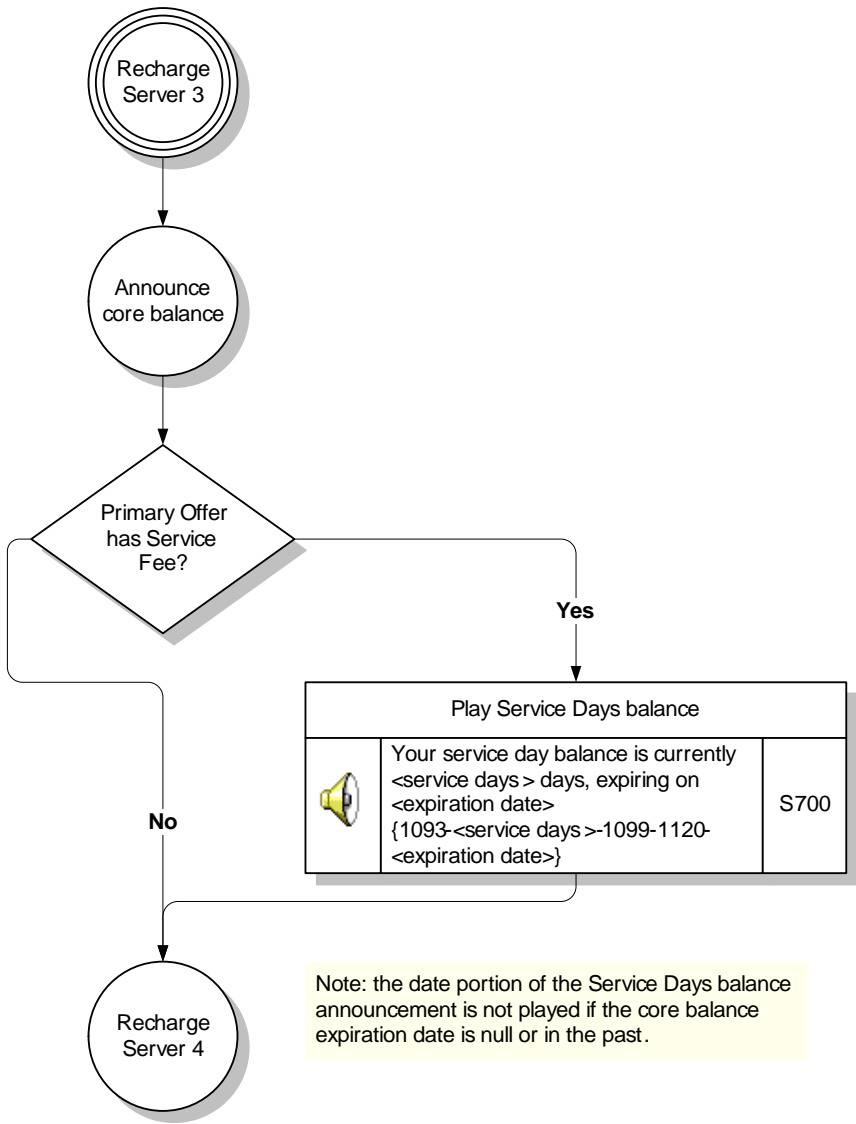 Recharge
Server 3
Announce
core balance
Primary Offer
has Service
Fee?
Yes
Play Service Days balance
Your service day balance is currently
<service days> days, expiring on
<expiration date>
{1093-<service days>-1099-1120-
<expiration date>}
S700
No
Recharge
Server 4
Note: the date portion of the Service Days balance
announcement is not played if the core balance
expiration date is null or in the past.